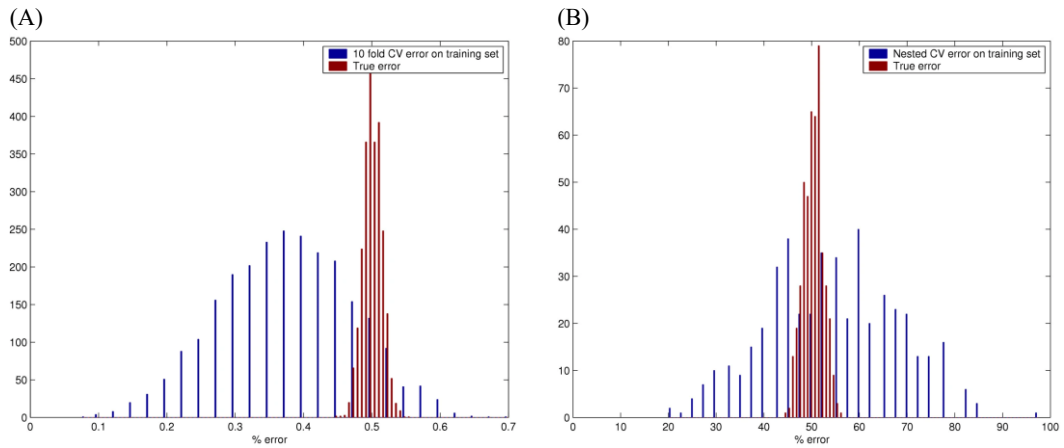 (A)
500
450
400
350
300
250
200
150
100
50
0
10 fold CV error on training set
True error
0 0.1 0.2 0.3 0.4 0.5 0.6 0.7
% error
(B)
80
70
60
50
40
30
20
10
0
Nested CV error on training set
True error
0 10 20 30 40 50 60 70 80 90 100
% error